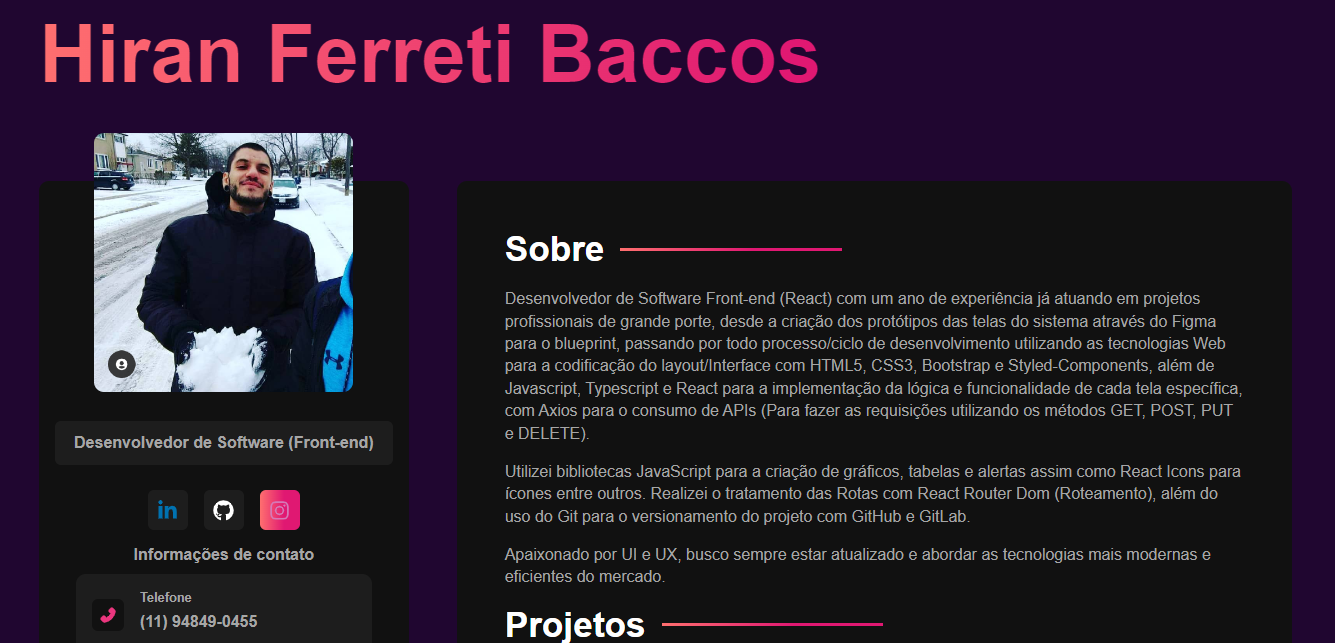 Hiran Ferreti Baccos
Desenvolvedor de Software (Front-end)
in
Informações de contato
Telefone
(11) 94849-0455
Sobre
Desenvolvedor de Software Front-end (React) com um ano de experiência já atuando em projetos
profissionais de grande porte, desde a criação dos protótipos das telas do sistema através do Figma
para o blueprint, passando por todo processo/ciclo de desenvolvimento utilizando as tecnologias Web
para a codificação do layout/Interface com HTML5, CSS3, Bootstrap e Styled-Components, além de
Javascript, Typescript e React para a implementação da lógica e funcionalidade de cada tela específica,
com Axios para o consumo de APIs (Para fazer as requisições utilizando os métodos GET, POST, PUT
e DELETE).
Utilizei bibliotecas JavaScript para a criação de gráficos, tabelas e alertas assim como React Icons para
ícones entre outros. Realizei o tratamento das Rotas com React Router Dom (Roteamento), além do
uso do Git para o versionamento do projeto com GitHub e GitLab.
Apaixonado por UI e UX, busco sempre estar atualizado e abordar as tecnologias mais modernas e
eficientes do mercado.
Projetos